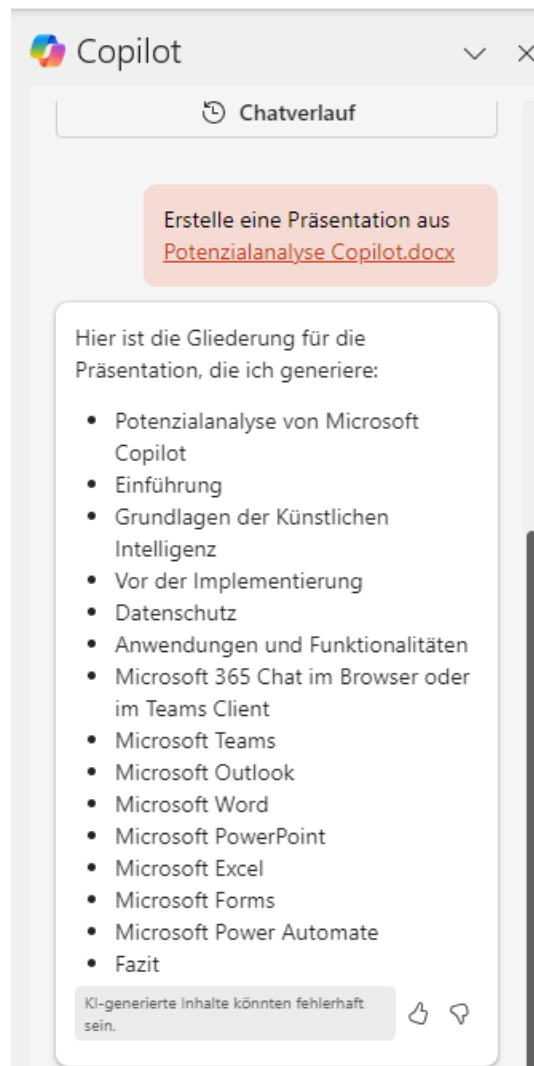 Copilot
Chatverlauf
Erstelle eine Präsentation aus
Potenzialanalyse Copilot.docx
Hier ist die Gliederung für die
Präsentation, die ich generiere:
• Potenzialanalyse von Microsoft
Copilot
• Einführung
• Grundlagen der Künstlichen
Intelligenz
• Vor der Implementierung
• Datenschutz
• Anwendungen und Funktionalitäten
• Microsoft 365 Chat im Browser oder
im Teams Client
• Microsoft Teams
• Microsoft Outlook
• Microsoft Word
• Microsoft PowerPoint
• Microsoft Excel
• Microsoft Forms
• Microsoft Power Automate
• Fazit
KI-generierte Inhalte könnten fehlerhaft
sein.